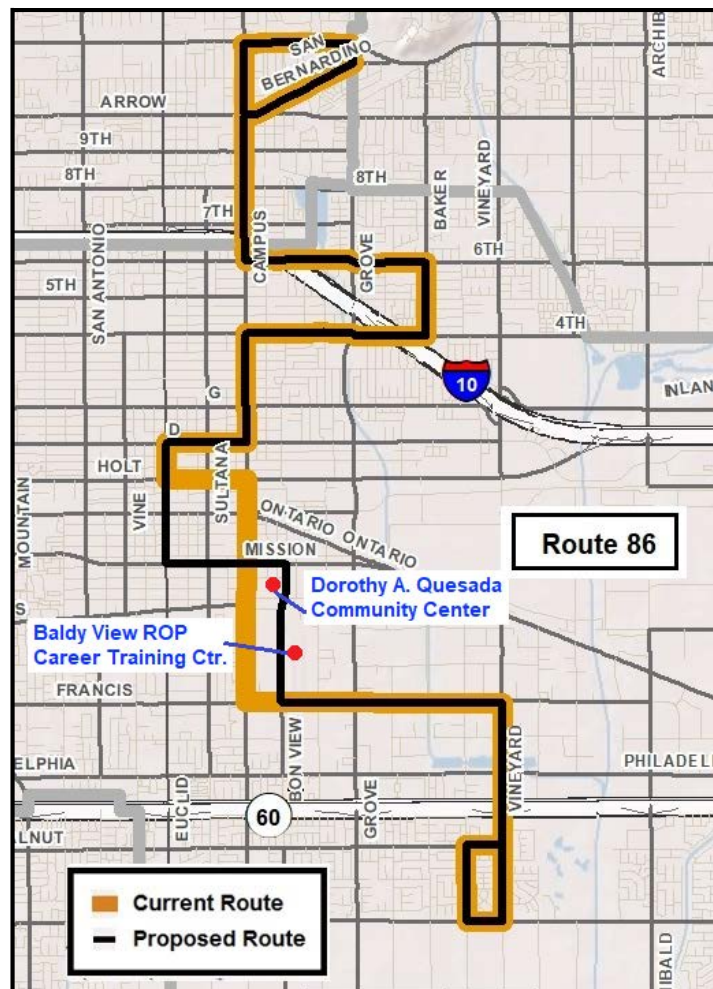 SAN
BERNARDINO
ARCHIB
ARROW
9TH
8TH
8TH
BAKER
VINEYARD
7TH
CAMPUS
GROVE
6TH
SAN ANTONIO
5TH
4TH
10
INLAN
G
D
HOLT
SULTANA
VINE
MOUNTAIN
ONTARIO ONTARIO
MISSION
Route 86
Dorothy A. Quesada
Community Center
S
Baldy View ROP
Career Training Ctr.
FRANCIS
BON VIEW
VINEYARD
ELPHIA
PHILADEL
EUCLID
GROVE
60
ALNUT
Current Route
Proposed Route
HIBALD